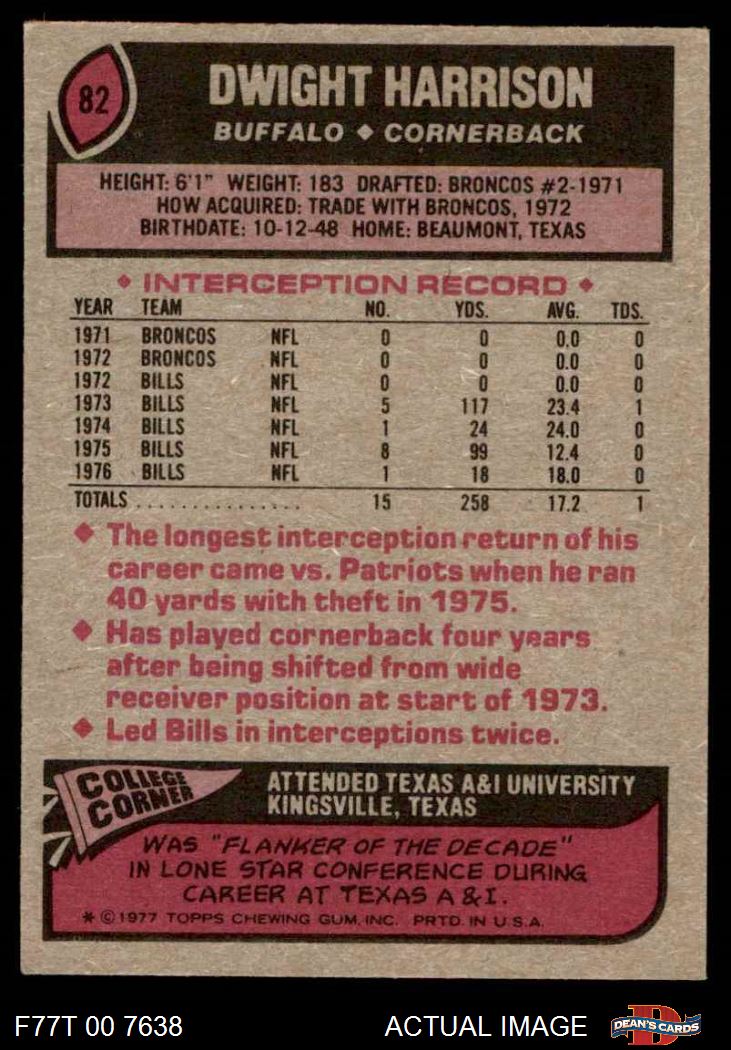 82
DWIGHT HARRISON
BUFFALO ◆ CORNERBACK
HEIGHT: 6'1" WEIGHT: 183 DRAFTED: BRONCOS #2-1971
HOW ACQUIRED: TRADE WITH BRONCOS, 1972
BIRTHDATE: 10-12-48 HOME: BEAUMONT, TEXAS
◆ INTERCEPTION RECORD ◆
YEAR TEAM NO. YDS. AVG. TDS.
1971 BRONCOS NFL 0 0 0.0 0
1972 BRONCOS NFL 0 0 0.0 0
1972 BILLS NFL 0 0 0.0 0
1973 BILLS NFL 5 117 23.4 1
1974 BILLS NFL 1 24 24.0 0
1975 BILLS NFL 8 99 12.4 0
1976 BILLS NFL 1 18 18.0 0
TOTALS ................ 15 258 17.2 1
◆ The longest interception return of his
career came vs. Patriots when he ran
40 yards with theft in 1975.
◆ Has played cornerback four years
after being shifted from wide
receiver position at start of 1973.
◆ Led Bills in interceptions twice.
COLLEGE
CORNER
ATTENDED TEXAS A&I UNIVERSITY
KINGSVILLE, TEXAS
WAS "FLANKER OF THE DECADE"
IN LONE STAR CONFERENCE DURING
CAREER AT TEXAS A & I.
* ©1977 TOPPS CHEWING GUM, INC. PRTD. IN U.S.A.
F77T 00 7638 ACTUAL IMAGE
D
DEAN'S CARDS